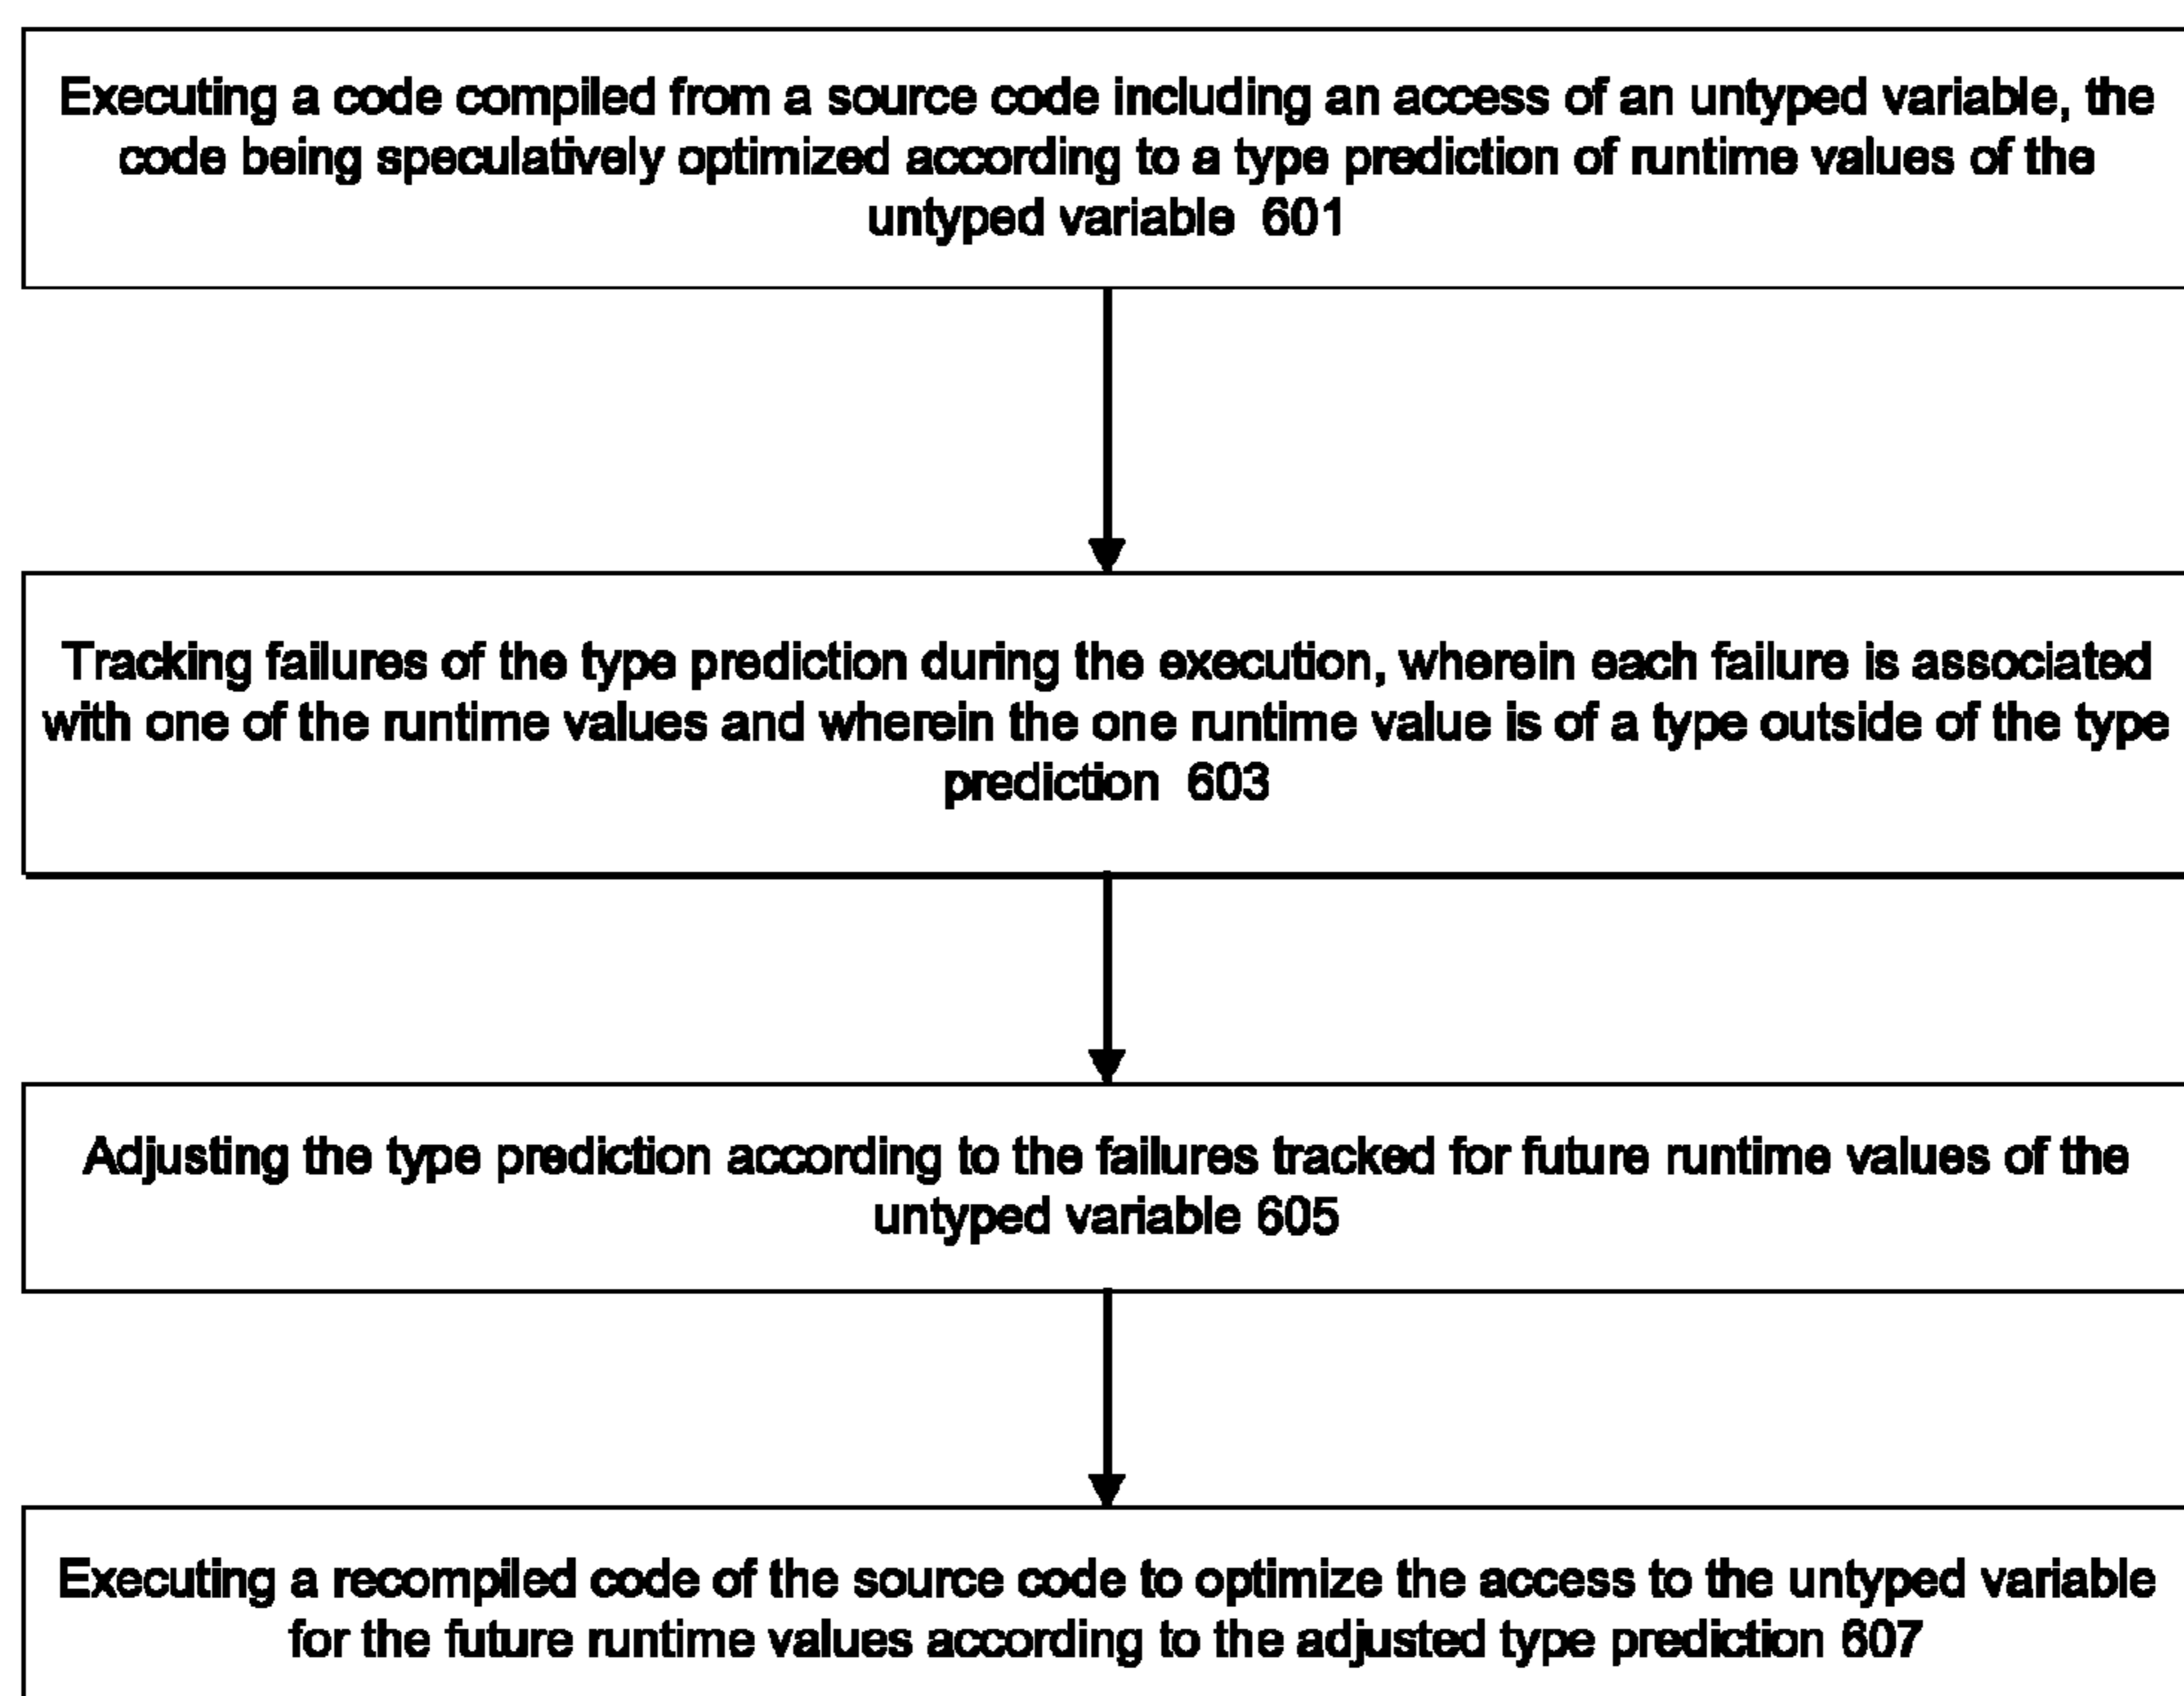 Executing a code compiled from a source code including an access of an untyped variable, the
code being speculatively optimized according to a type prediction of runtime values of the
untyped variable 601
Tracking failures of the type prediction during the execution, wherein each failure is associated
with one of the runtime values and wherein the one runtime value is of a type outside of the type
prediction 603
Adjusting the type prediction according to the failures tracked for future runtime values of the
untyped variable 605
Executing a recompiled code of the source code to optimize the access to the untyped variable
for the future runtime values according to the adjusted type prediction 607